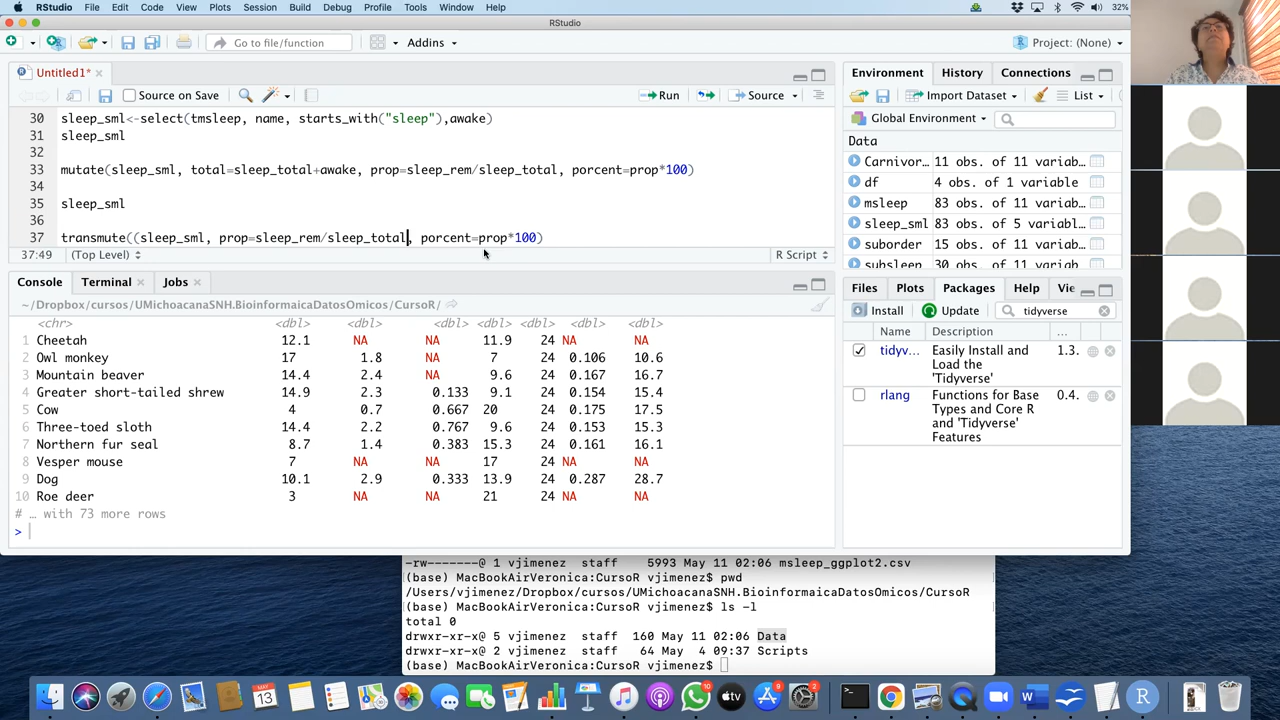 RStudio File Edit Code View Plots Session Build Debug Profile Tools Window Help 32%
RStudio
Go to file/function Addins Project: (None)
Untitled1*
Source on Save Run Source
30 sleep_sml<-select(tmsleep, name, starts_with("sleep"),awake)
31 sleep_sml
32
33 mutate(sleep_sml, total=sleep_total+awake, prop=sleep_rem/sleep_total, porcent=prop*100)
34
35 sleep_sml
36
37 transmute((sleep_sml, prop=sleep_rem/sleep_total, porcent=prop*100)
37:49 (Top Level) R Script
Console Terminal Jobs
~/Dropbox/cursos/UMichoacanaSNH.BioinformaicaDatosOmicos/CursoR/
<chr> <dbl> <dbl> <dbl> <dbl> <dbl> <dbl> <dbl>
1 Cheetah 12.1 NA NA 11.9 24 NA NA
2 Owl monkey 17 1.8 NA 7 24 0.106 10.6
3 Mountain beaver 14.4 2.4 NA 9.6 24 0.167 16.7
4 Greater short-tailed shrew 14.9 2.3 0.133 9.1 24 0.154 15.4
5 Cow 4 0.7 0.667 20 24 0.175 17.5
6 Three-toed sloth 14.4 2.2 0.767 9.6 24 0.153 15.3
7 Northern fur seal 8.7 1.4 0.383 15.3 24 0.161 16.1
8 Vesper mouse 7 NA NA 17 24 NA NA
9 Dog 10.1 2.9 0.333 13.9 24 0.287 28.7
10 Roe deer 3 NA NA 21 24 NA NA
# … with 73 more rows
>
Environment History Connections
Import Dataset List
Global Environment
Data
Carnivor… 11 obs. of 11 variab…
df 4 obs. of 1 variable
msleep 83 obs. of 11 variab…
sleep_sml 83 obs. of 5 variabl…
suborder 15 obs. of 11 variab…
subsleep 30 obs. of 11 variab…
Files Plots Packages Help Vie
Install Update tidyverse
Name Description ...
tidyv… Easily Install and Load the 'Tidyverse' 1.3.
rlang Functions for Base Types and Core R and 'Tidyverse' Features 0.4.
-rw-------@ 1 vjimenez staff 5993 May 11 02:06 msleep_ggplot2.csv
(base) MacBookAirVeronica:CursoR vjimenez$ pwd
/Users/vjimenez/Dropbox/cursos/UMichoacanaSNH.BioinformaicaDatosOmicos/CursoR
(base) MacBookAirVeronica:CursoR vjimenez$ ls -l
total 0
drwxr-xr-x@ 5 vjimenez staff 160 May 11 02:06 Data
drwxr-xr-x@ 2 vjimenez staff 64 May 4 09:37 Scripts
(base) MacBookAirVeronica:CursoR vjimenez$
MAY
13
10
tv
9
2
W
R